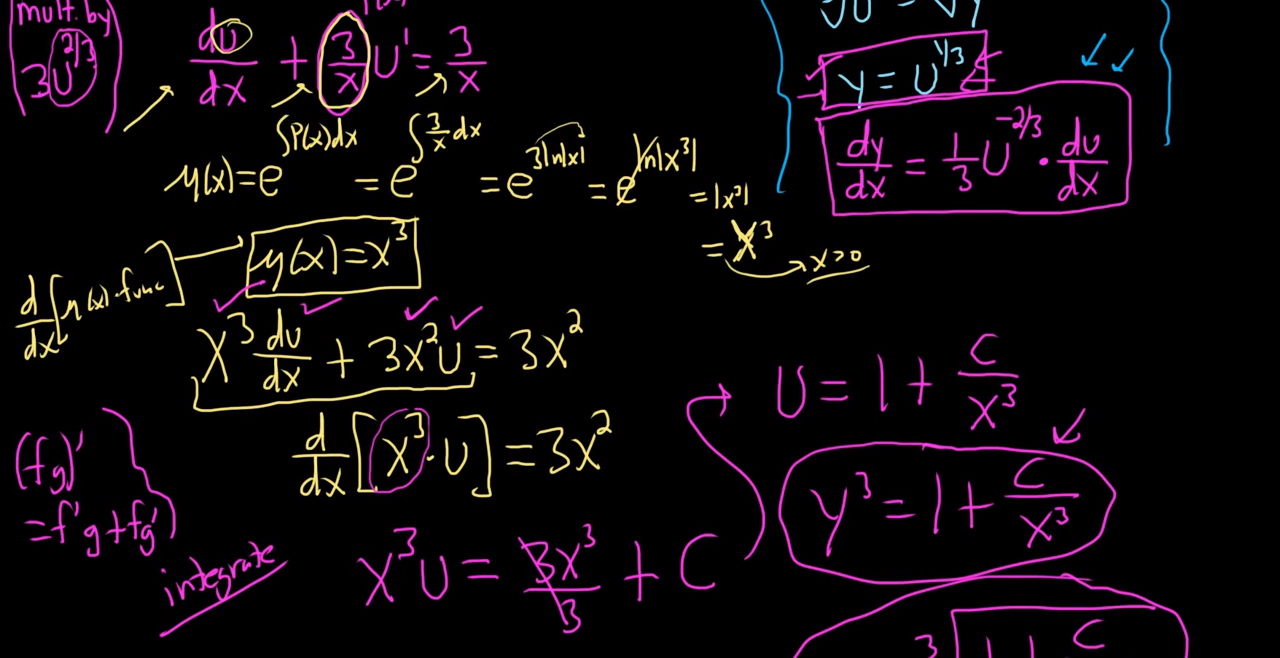 mult. by
3U^{2/3}
du/dx + 3/x U^1 = 3/x
μ(x) = e^{∫P(x)dx} = e^{∫3/x dx} = e^{3ln|x|} = e^{ln|x^3|} = |x^3|
= x^3 → x>0
d/dx[μ(x)·func]
μ(x) = x^3
x^3 du/dx + 3x^2 U = 3x^2
d/dx[x^3 · U] = 3x^2
(fg)'
= f'g + fg'
integrate
x^3 U = 3x^3/3 + C
y = U^{1/3}
dy/dx = 1/3 U^{-2/3} · du/dx
U = 1 + C/x^3
y^3 = 1 + C/x^3